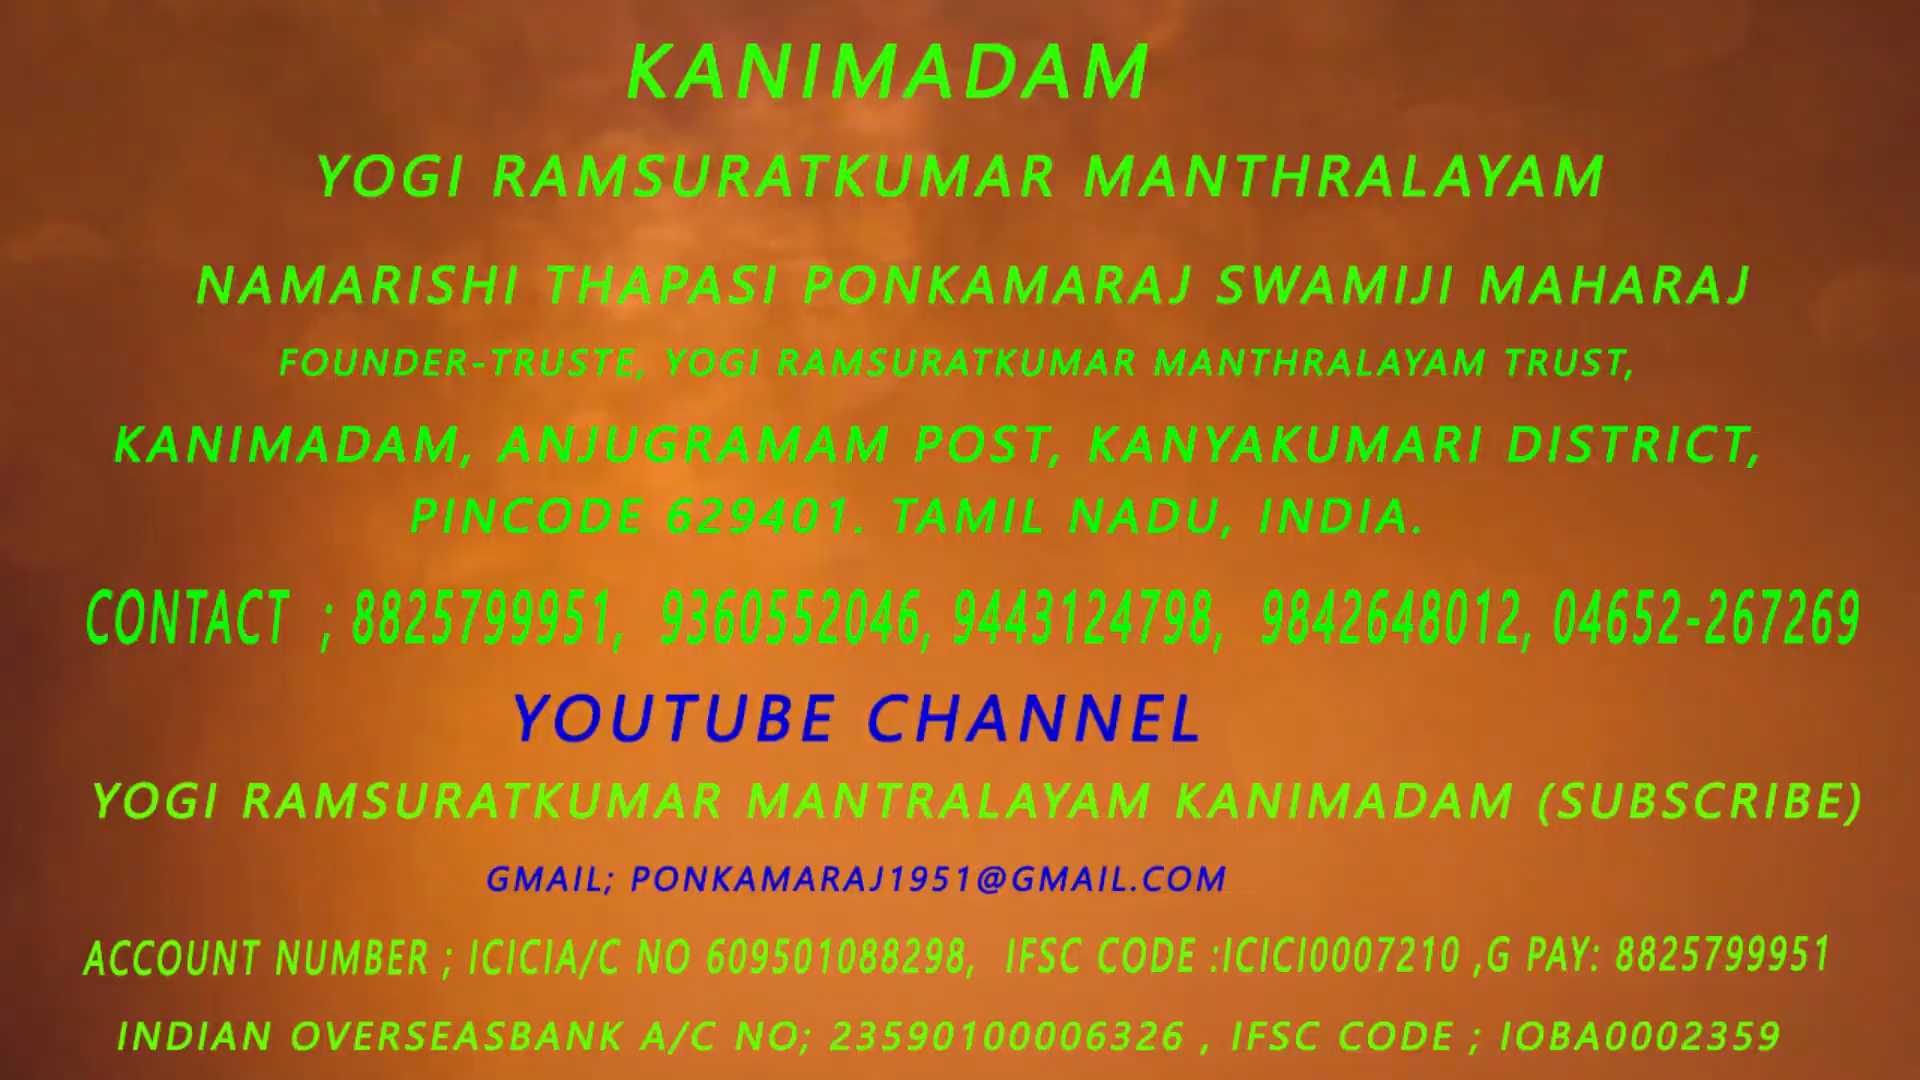 KANIMADAM
YOGI RAMSURATKUMAR MANTHRALAYAM
NAMARISHI THAPASI PONKAMARAJ SWAMIJI MAHARAJ
FOUNDER-TRUSTE, YOGI RAMSURATKUMAR MANTHRALAYAM TRUST,
KANIMADAM, ANJUGRAMAM POST, KANYAKUMARI DISTRICT,
PINCODE 629401. TAMIL NADU, INDIA.
CONTACT ; 8825799951, 9360552046, 9443124798, 9842648012, 04652-267269
YOUTUBE CHANNEL
YOGI RAMSURATKUMAR MANTRALAYAM KANIMADAM (SUBSCRIBE)
GMAIL; PONKAMARAJ1951@GMAIL.COM
ACCOUNT NUMBER ; ICICIA/C NO 609501088298, IFSC CODE :ICICI0007210 ,G PAY: 8825799951
INDIAN OVERSEASBANK A/C NO; 235901000006326 , IFSC CODE ; IOBA0002359